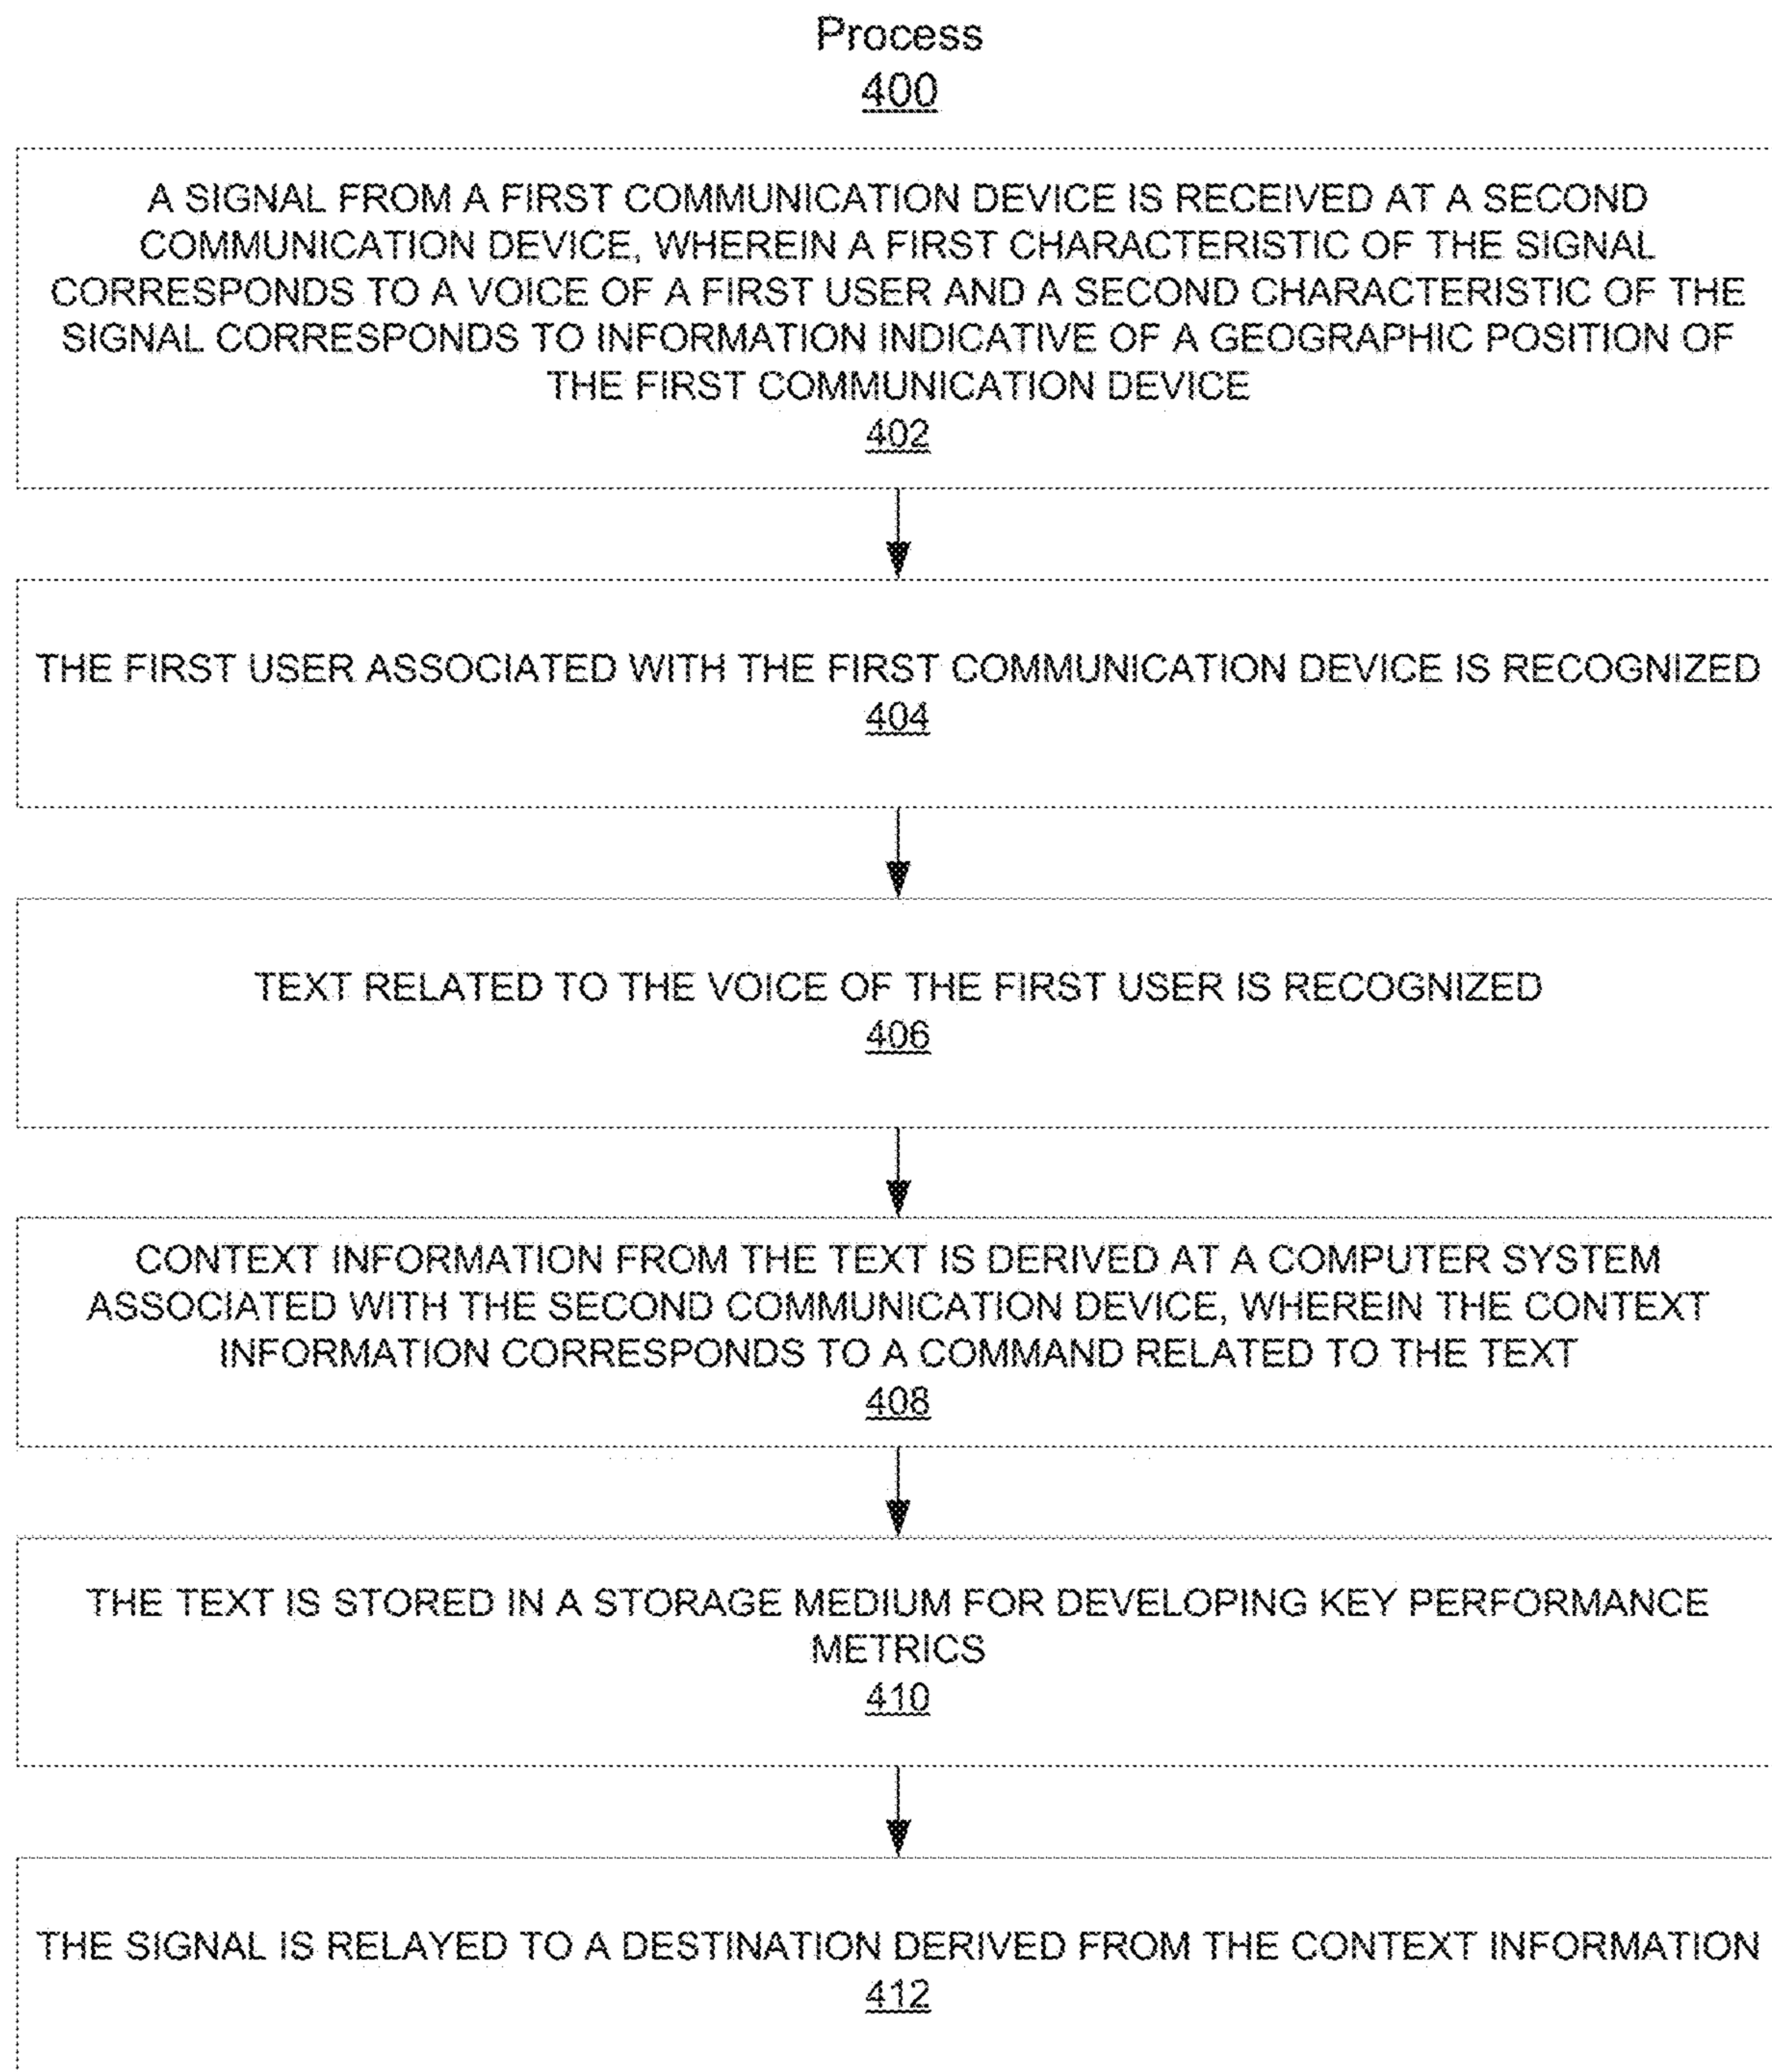 Process
400
A SIGNAL FROM A FIRST COMMUNICATION DEVICE IS RECEIVED AT A SECOND
COMMUNICATION DEVICE, WHEREIN A FIRST CHARACTERISTIC OF THE SIGNAL
CORRESPONDS TO A VOICE OF A FIRST USER AND A SECOND CHARACTERISTIC OF THE
SIGNAL CORRESPONDS TO INFORMATION INDICATIVE OF A GEOGRAPHIC POSITION OF
THE FIRST COMMUNICATION DEVICE
402
THE FIRST USER ASSOCIATED WITH THE FIRST COMMUNICATION DEVICE IS RECOGNIZED
404
TEXT RELATED TO THE VOICE OF THE FIRST USER IS RECOGNIZED
406
CONTEXT INFORMATION FROM THE TEXT IS DERIVED AT A COMPUTER SYSTEM
ASSOCIATED WITH THE SECOND COMMUNICATION DEVICE, WHEREIN THE CONTEXT
INFORMATION CORRESPONDS TO A COMMAND RELATED TO THE TEXT
408
THE TEXT IS STORED IN A STORAGE MEDIUM FOR DEVELOPING KEY PERFORMANCE
METRICS
410
THE SIGNAL IS RELAYED TO A DESTINATION DERIVED FROM THE CONTEXT INFORMATION
412